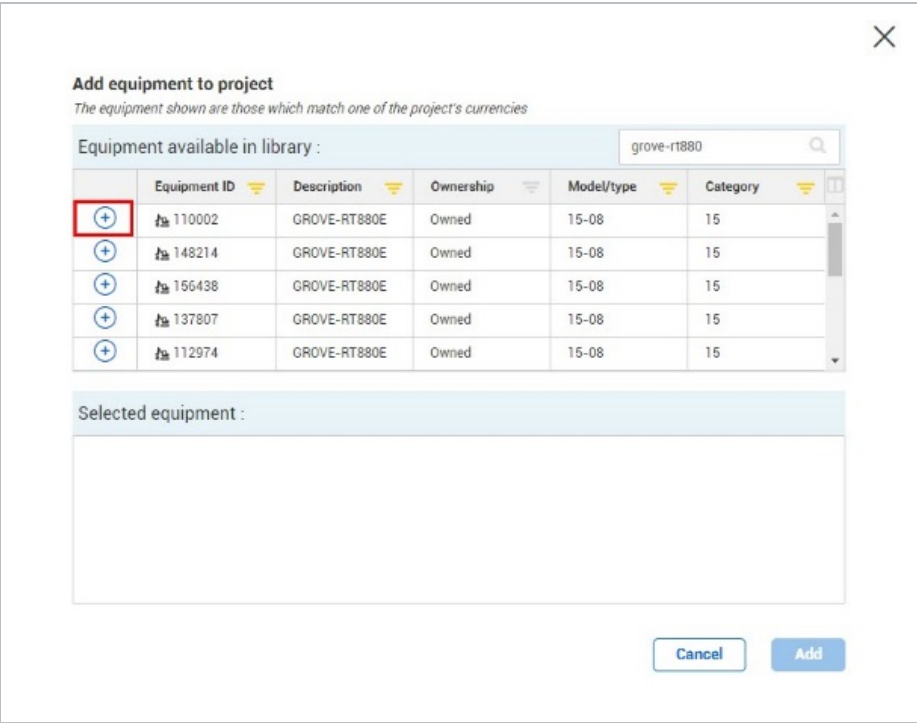 Add equipment to project
The equipment shown are those which match one of the project's currencies
Equipment available in library : grove-rt880
Equipment ID Description Ownership Model/type Category
110002 GROVE-RT880E Owned 15-08 15
148214 GROVE-RT880E Owned 15-08 15
156438 GROVE-RT880E Owned 15-08 15
137807 GROVE-RT880E Owned 15-08 15
112974 GROVE-RT880E Owned 15-08 15
Selected equipment :
Cancel Add